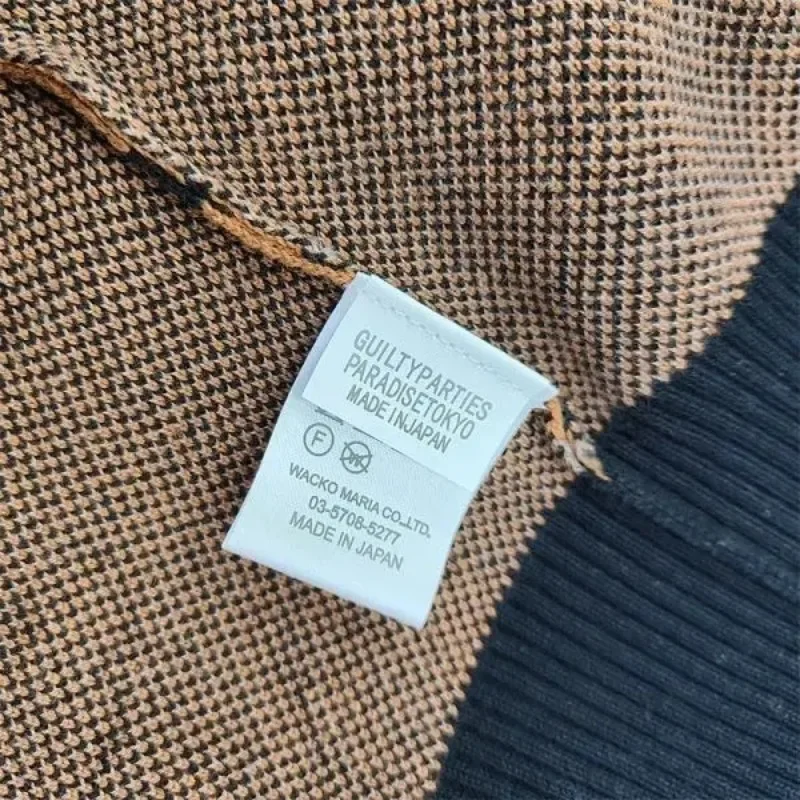 GUILTYPARTIES
PARADISETOKYO
MADE IN JAPAN
F
WACKO MARIA CO.,LTD.
03-5708-5277
MADE IN JAPAN